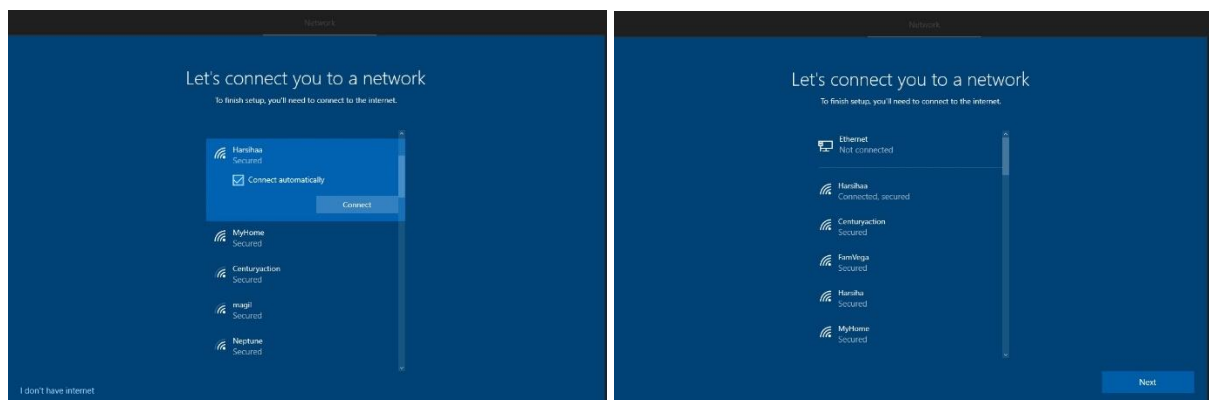 Network
Let's connect you to a network
To finish setup, you'll need to connect to the internet.
Harsihaa
Secured
Connect automatically
Connect
MyHome
Secured
Centuryaction
Secured
magil
Secured
Neptune
Secured
I don't have internet
Network
Let's connect you to a network
To finish setup, you'll need to connect to the internet.
Ethernet
Not connected
Harsihaa
Connected, secured
Centuryaction
Secured
FamVega
Secured
Harsiha
Secured
MyHome
Secured
Next